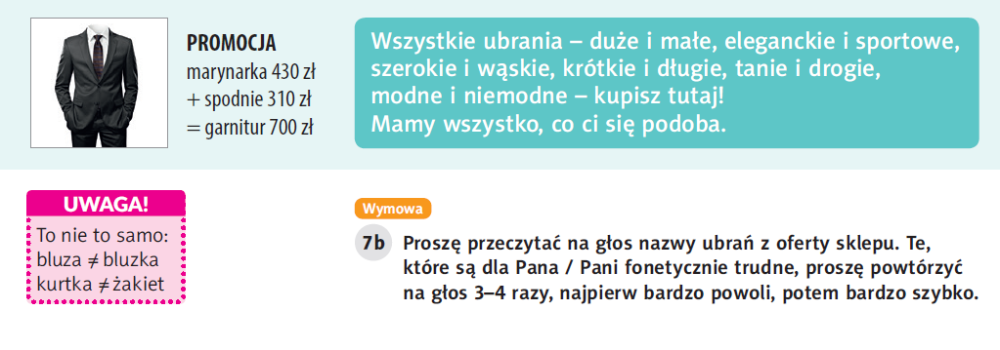 PROMOCJA
marynarka 430 zł
+ spodnie 310 zł
= garnitur 700 zł
Wszystkie ubrania – duże i małe, eleganckie i sportowe,
szerokie i wąskie, krótkie i długie, tanie i drogie,
modne i niemodne – kupisz tutaj!
Mamy wszystko, co ci się podoba.
UWAGA!
To nie to samo:
bluza ≠ bluzka
kurtka ≠ żakiet
Wymowa
7b Proszę przeczytać na głos nazwy ubrań z oferty sklepu. Te,
które są dla Pana / Pani fonetycznie trudne, proszę powtórzyć
na głos 3–4 razy, najpierw bardzo powoli, potem bardzo szybko.